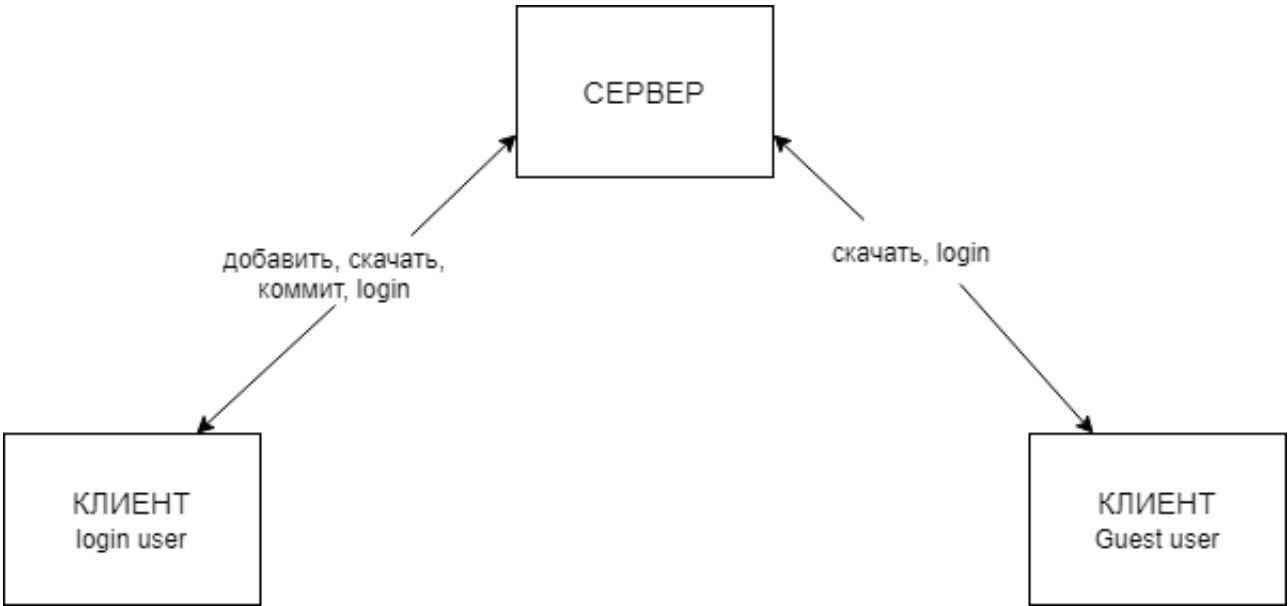 СЕРВЕР
добавить, скачать,
коммит, login
скачать, login
КЛИЕНТ
login user
КЛИЕНТ
Guest user